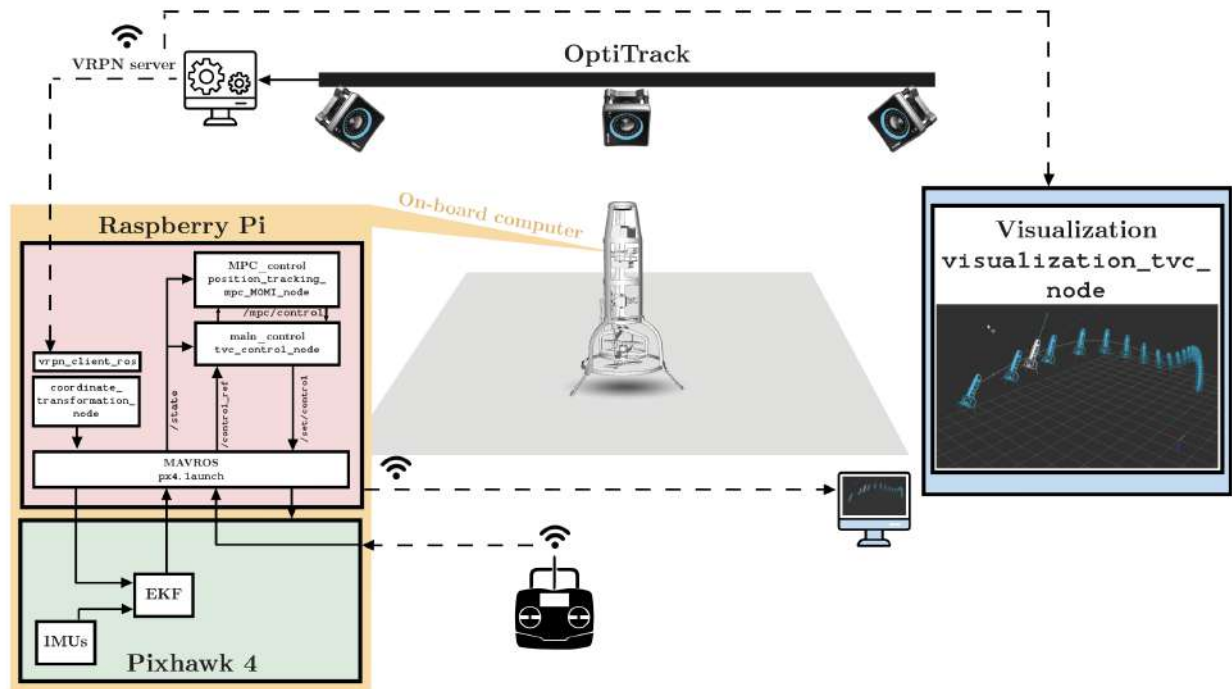 VRPN server
OptiTrack
On-board computer
Raspberry Pi
MPC_control
position_tracking_
mpc_MOMI_node
/mpc/control
main_control
tvc_control_node
vrpn_client_ros
coordinate_
transformation_
node
/state
/control_ref
/set/control
MAVROS
px4.launch
EKF
IMUs
Pixhawk 4
Visualization
visualization_tvc_
node